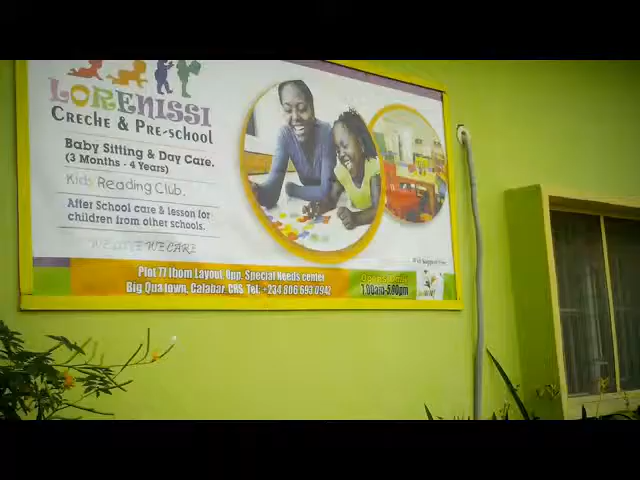 LORENISSI
CRECHE & PRE-SCHOOL
Baby Sitting & Day Care.
(3 Months - 4 Years)
Kids Reading Club.
After School care & lesson for
children from other schools.
WE CARE
Plot 77 Ibom Layout, Opp. Special Needs center
Big Qua town, Calabar, CRS, Tel: +234 806 693 0942
7.00am-5.00pm